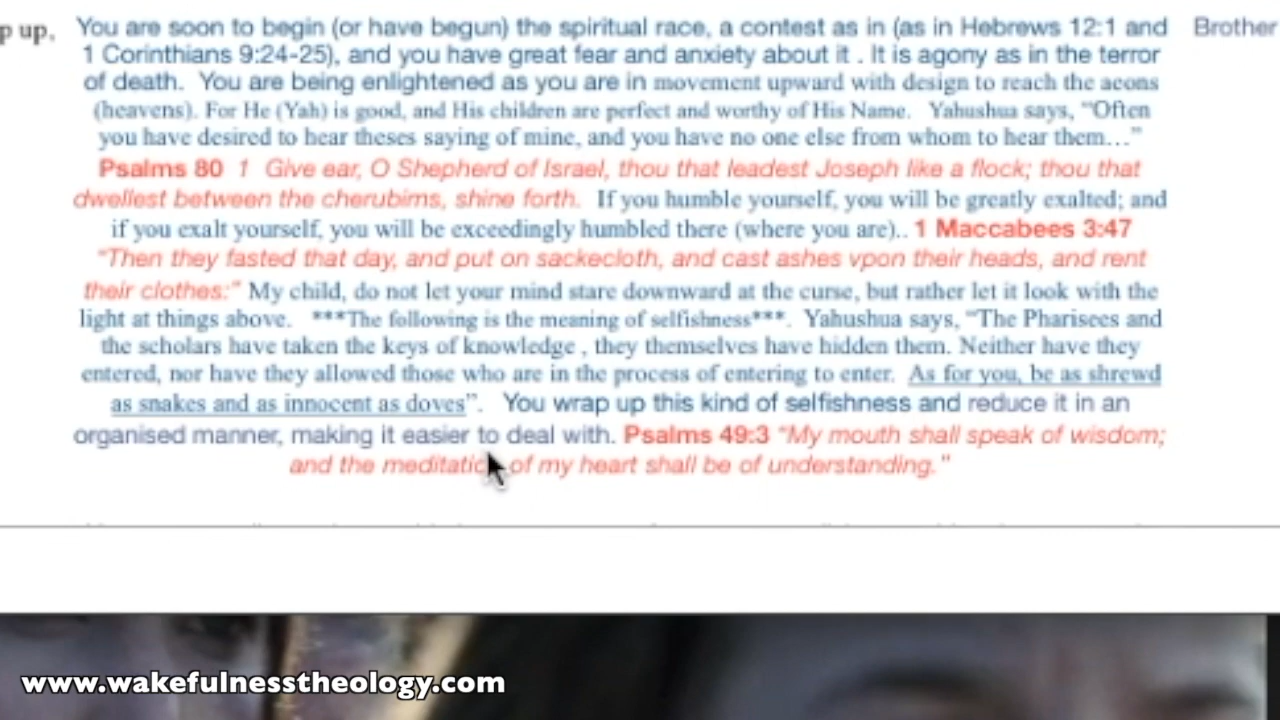 p up,
You are soon to begin (or have begun) the spiritual race, a contest as in (as in Hebrews 12:1 and
Brother
1 Corinthians 9:24-25), and you have great fear and anxiety about it . It is agony as in the terror
of death. You are being enlightened as you are in movement upward with design to reach the aeons
(heavens). For He (Yah) is good, and His children are perfect and worthy of His Name. Yahushua says, "Often
you have desired to hear theses saying of mine, and you have no one else from whom to hear them…"
Psalms 80 1 Give ear, O Shepherd of Israel, thou that leadest Joseph like a flock; thou that
dwellest between the cherubims, shine forth. If you humble yourself, you will be greatly exalted; and
if you exalt yourself, you will be exceedingly humbled there (where you are).. 1 Maccabees 3:47
"Then they fasted that day, and put on sackecloth, and cast ashes vpon their heads, and rent
their clothes:" My child, do not let your mind stare downward at the curse, but rather let it look with the
light at things above. ***The following is the meaning of selfishness***. Yahushua says, "The Pharisees and
the scholars have taken the keys of knowledge , they themselves have hidden them. Neither have they
entered, nor have they allowed those who are in the process of entering to enter. As for you, be as shrewd
as snakes and as innocent as doves". You wrap up this kind of selfishness and reduce it in an
organised manner, making it easier to deal with. Psalms 49:3 "My mouth shall speak of wisdom;
and the meditatic of my heart shall be of understanding."
www.wakefulnesstheology.com